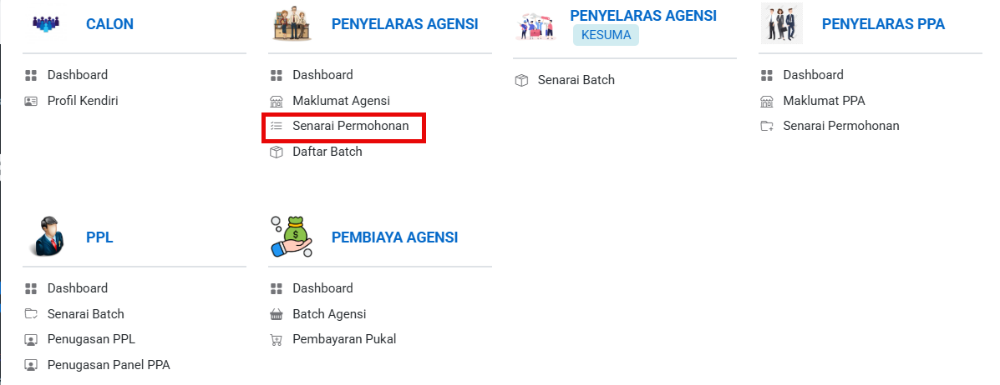 CALON
Dashboard
Profil Kendiri
PENYELARAS AGENSI
Dashboard
Maklumat Agensi
Senarai Permohonan
Daftar Batch
PENYELARAS AGENSI
KESUMA
Senarai Batch
PENYELARAS PPA
Dashboard
Maklumat PPA
Senarai Permohonan
PPL
Dashboard
Senarai Batch
Penugasan PPL
Penugasan Panel PPA
PEMBIAYA AGENSI
Dashboard
Batch Agensi
Pembayaran Pukal